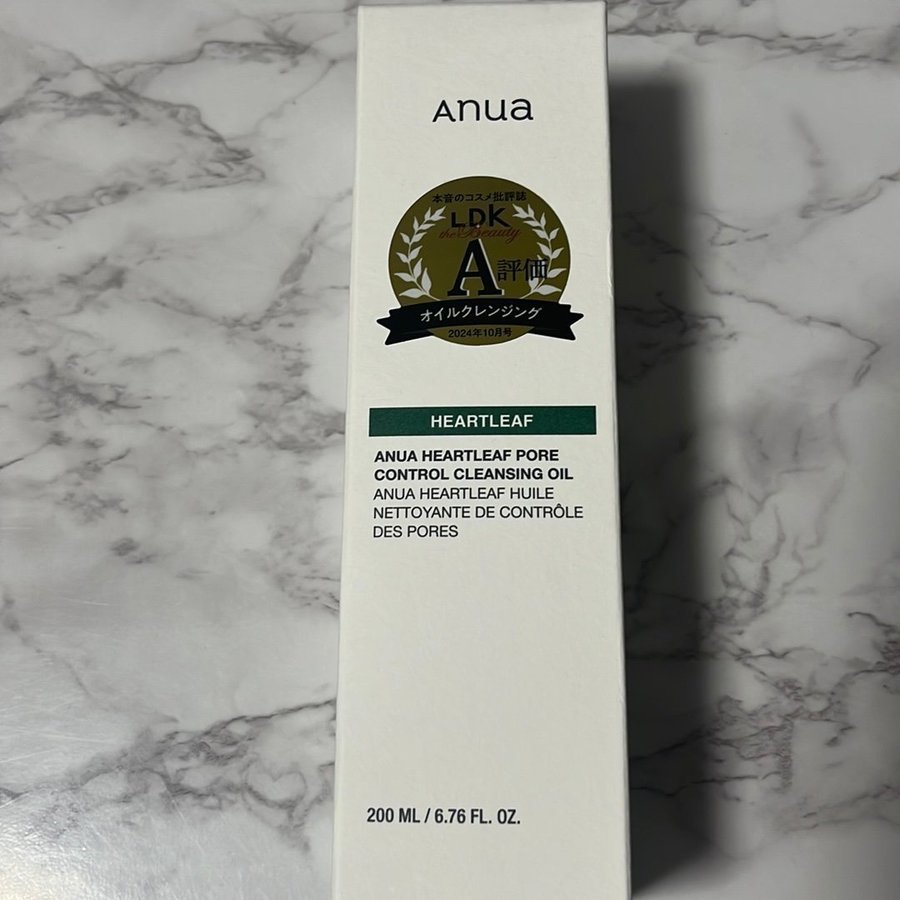 Anua
本音のコスメ批評誌
LDK
the Beauty
A評価
オイルクレンジング
2024年10月号
HEARTLEAF
ANUA HEARTLEAF PORE
CONTROL CLEANSING OIL
ANUA HEARTLEAF HUILE
NETTOYANTE DE CONTRÔLE
DES PORES
200 ML / 6.76 FL. OZ.